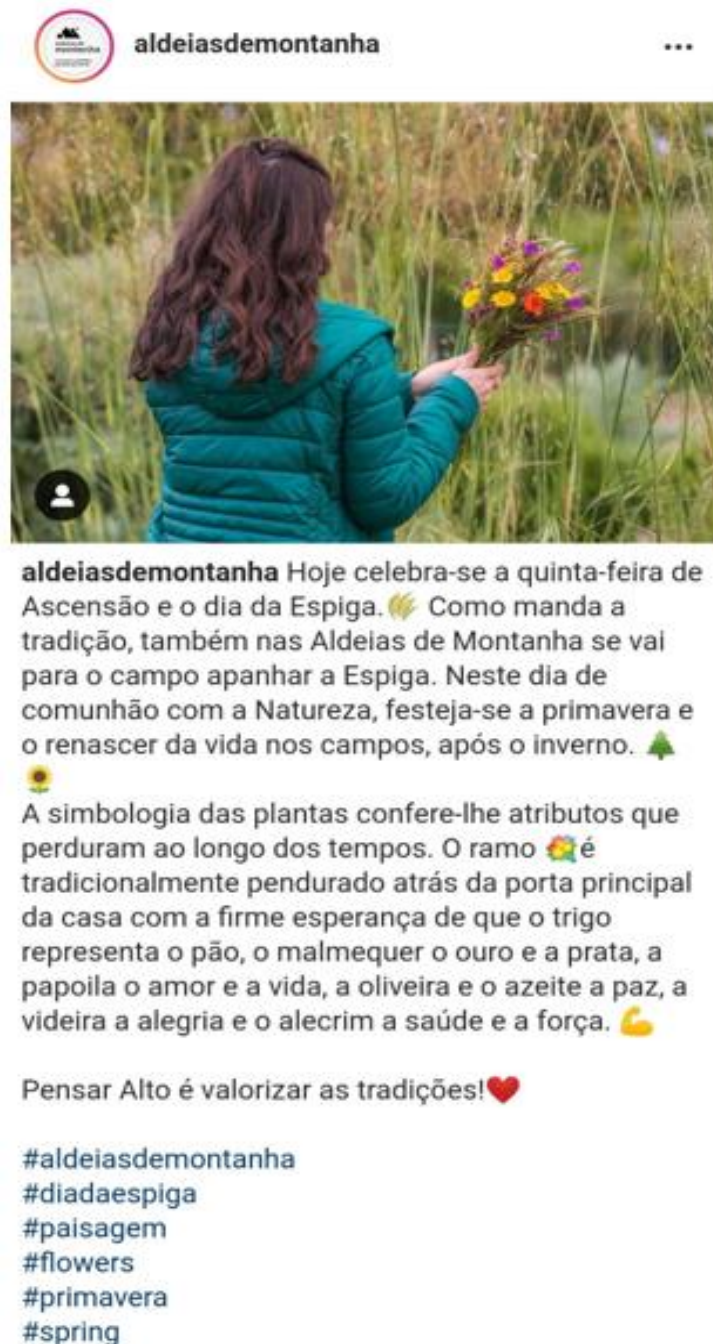 aldeiasdemontanha
aldeiasdemontanha Hoje celebra-se a quinta-feira de
Ascensão e o dia da Espiga. Como manda a
tradição, também nas Aldeias de Montanha se vai
para o campo apanhar a Espiga. Neste dia de
comunhão com a Natureza, festeja-se a primavera e
o renascer da vida nos campos, após o inverno. 🌲
🌻
A simbologia das plantas confere-lhe atributos que
perduram ao longo dos tempos. O ramo 💐é
tradicionalmente pendurado atrás da porta principal
da casa com a firme esperança de que o trigo
representa o pão, o malmequer o ouro e a prata, a
papoila o amor e a vida, a oliveira e o azeite a paz, a
videira a alegria e o alecrim a saúde e a força. 💪
Pensar Alto é valorizar as tradições!❤️
#aldeiasdemontanha
#diadaespiga
#paisagem
#flowers
#primavera
#spring